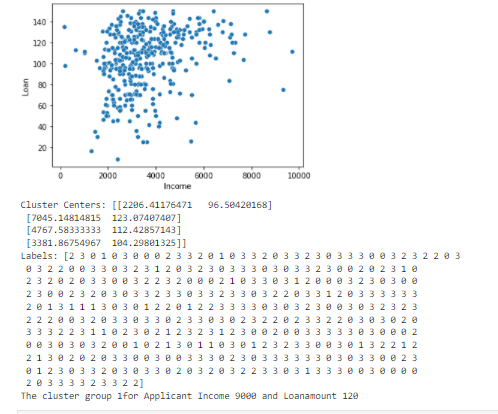 140
120
100
80
60
40
20
Loan
0 2000 4000 6000 8000 10000
Income
Cluster Centers: [[2206.41176471 96.50420168]
[7045.14814815 123.07407407]
[4767.58333333 112.42857143]
[3381.86754967 104.29801325]]
Labels: [2 3 0 1 0 3 0 0 0 2 3 3 2 0 1 0 3 3 2 0 3 3 2 3 0 3 3 3 0 0 3 2 3 2 2 0 3
0 3 2 2 0 0 3 3 0 3 2 3 1 2 0 3 2 3 0 3 3 3 0 3 0 3 3 2 3 0 0 2 0 2 3 1 0
2 3 2 0 2 0 3 3 0 0 3 2 2 3 2 0 0 0 2 1 0 3 3 0 3 1 2 0 0 0 3 2 0 3 0 0
2 3 0 0 2 3 2 0 3 0 3 3 2 3 3 0 3 3 2 3 3 0 3 2 2 0 3 3 1 2 0 3 3 3 3 3 3
2 0 1 3 1 1 1 3 0 3 0 1 2 2 0 1 2 2 3 3 3 3 0 3 0 3 2 3 0 0 3 0 3 2 3 2 3
2 2 2 0 0 3 2 0 3 0 2 3 3 0 3 0 2 3 2 2 0 2 0 2 3 3 2 2 0 3 0 3 0 2 0
3 3 3 2 2 3 1 1 0 2 3 0 2 1 2 3 2 3 1 2 3 0 0 2 0 3 3 3 3 0 3 0 0 0 2
0 0 3 0 3 0 3 2 0 0 1 0 2 1 3 0 1 1 0 3 0 1 2 3 2 3 3 3 0 0 3 0 1 3 2 2 1 2
2 1 3 0 2 0 2 0 3 3 0 0 3 0 0 3 3 3 0 2 3 0 3 3 3 3 3 3 0 3 3 0 0 2 3
0 1 2 3 0 3 3 2 0 3 0 3 3 0 2 0 3 2 0 3 2 2 3 3 0 3 1 3 3 3 0 0 3 0 0 0 0
2 0 3 3 3 3 2 3 3 2 2]
The cluster group 1for Applicant Income 9000 and Loanamount 120